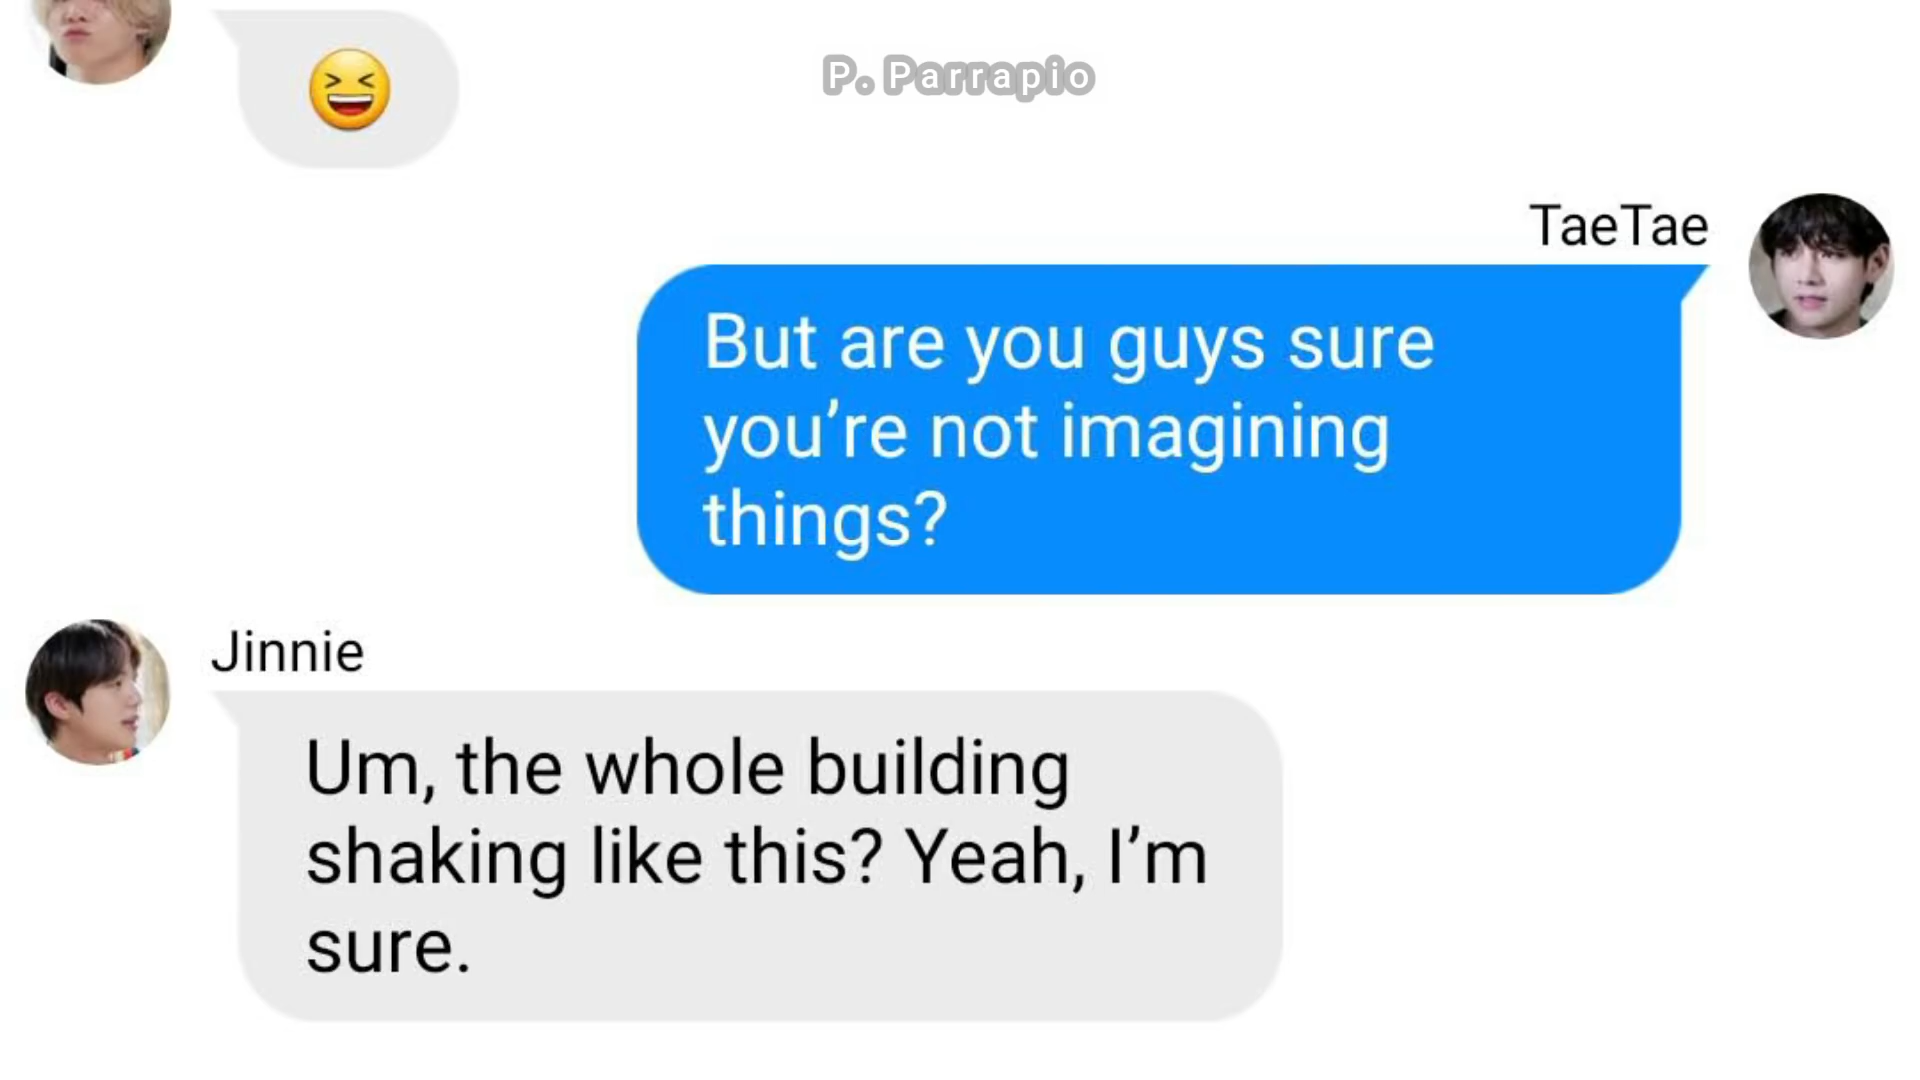 P. Parrapio
😆
TaeTae
But are you guys sure
you’re not imagining
things?
Jinnie
Um, the whole building
shaking like this? Yeah, I’m
sure.